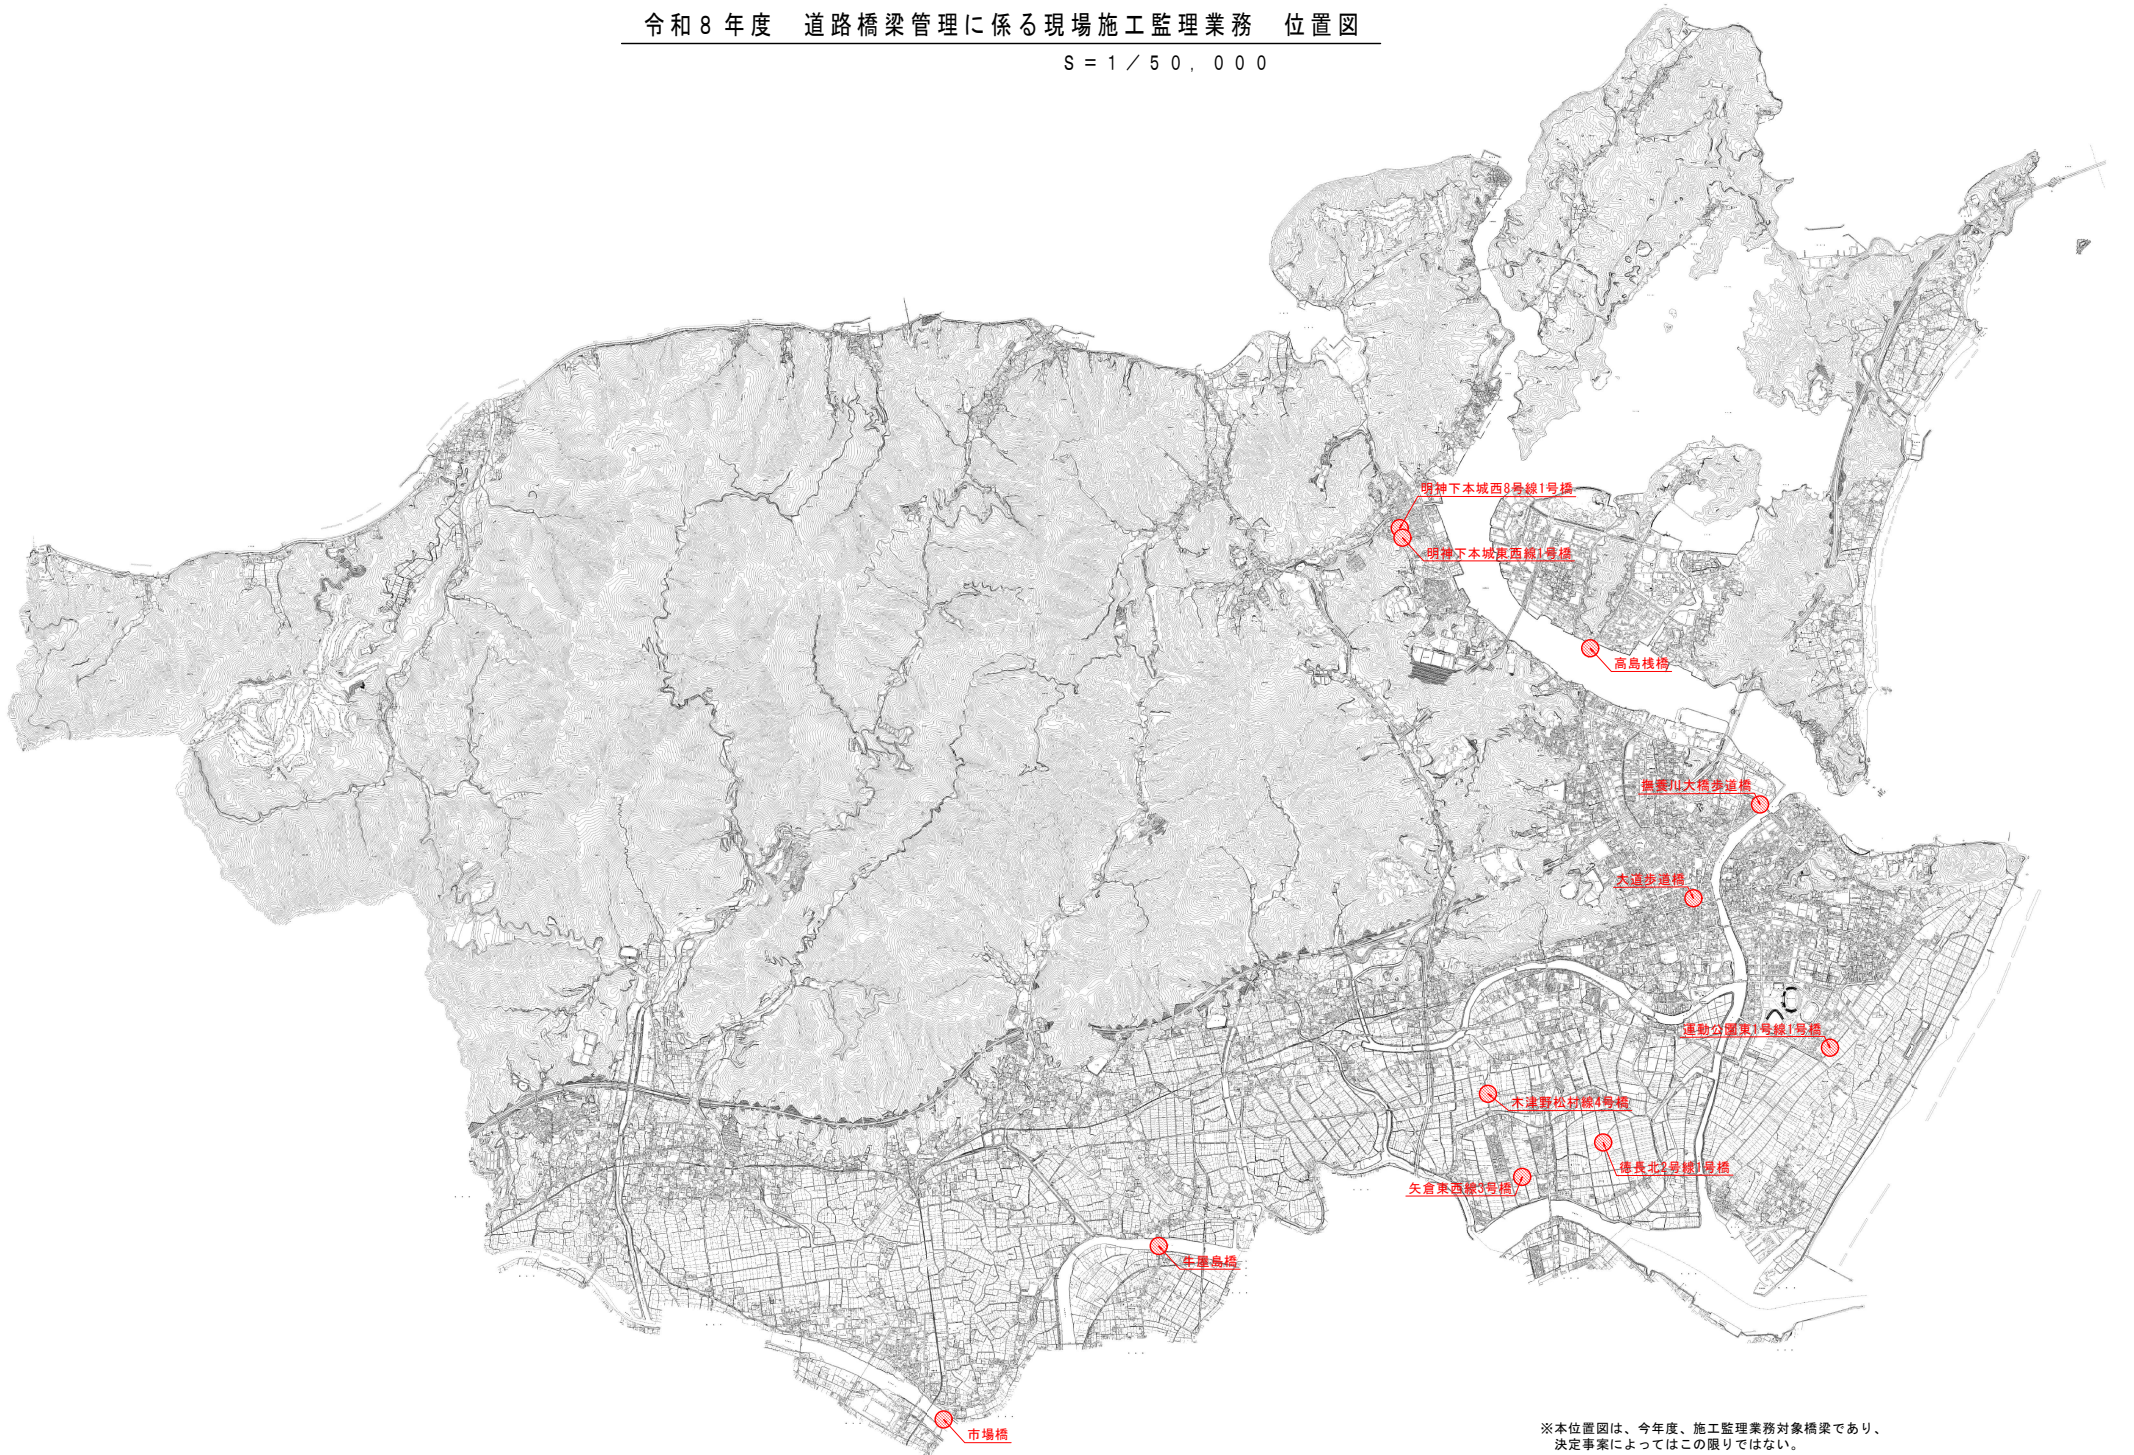 令和8年度 道路橋梁管理に係る現場施工監理業務 位置図
S=1/50,000
明神下本城西8号線1号橋
明神下本城東西線1号橋
高島桟橋
撫養川大橋歩道橋
大道歩道橋
運動公園東1号線1号橋
木津野松村線4号橋
徳長北2号線1号橋
矢倉東西線3号橋
牛屋島橋
市場橋
※本位置図は、今年度、施工監理業務対象橋梁であり、
決定事案によってはこの限りではない。